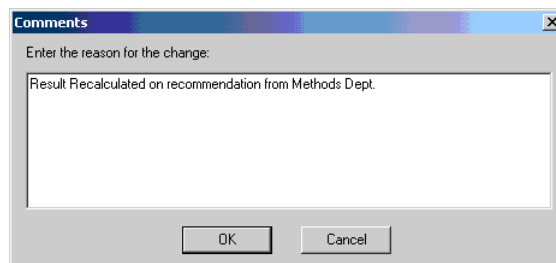 Comments
Enter the reason for the change:
Result Recalculated on recommendation from Methods Dept.
OK Cancel